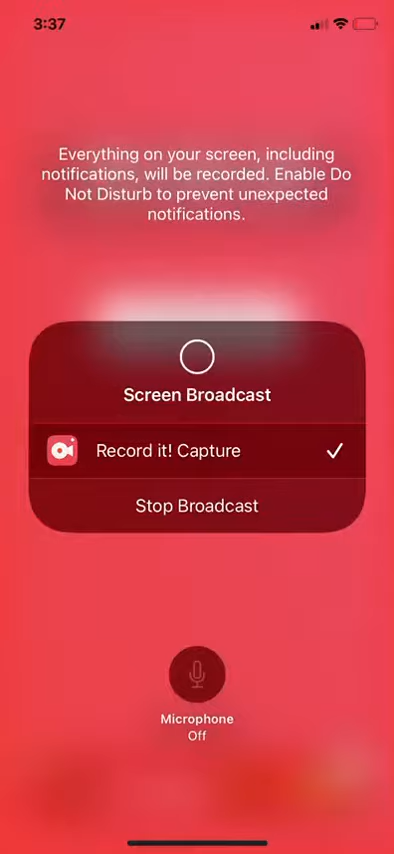 3:37
Everything on your screen, including
notifications, will be recorded. Enable Do
Not Disturb to prevent unexpected
notifications.
Screen Broadcast
Record it! Capture
Stop Broadcast
Microphone
Off